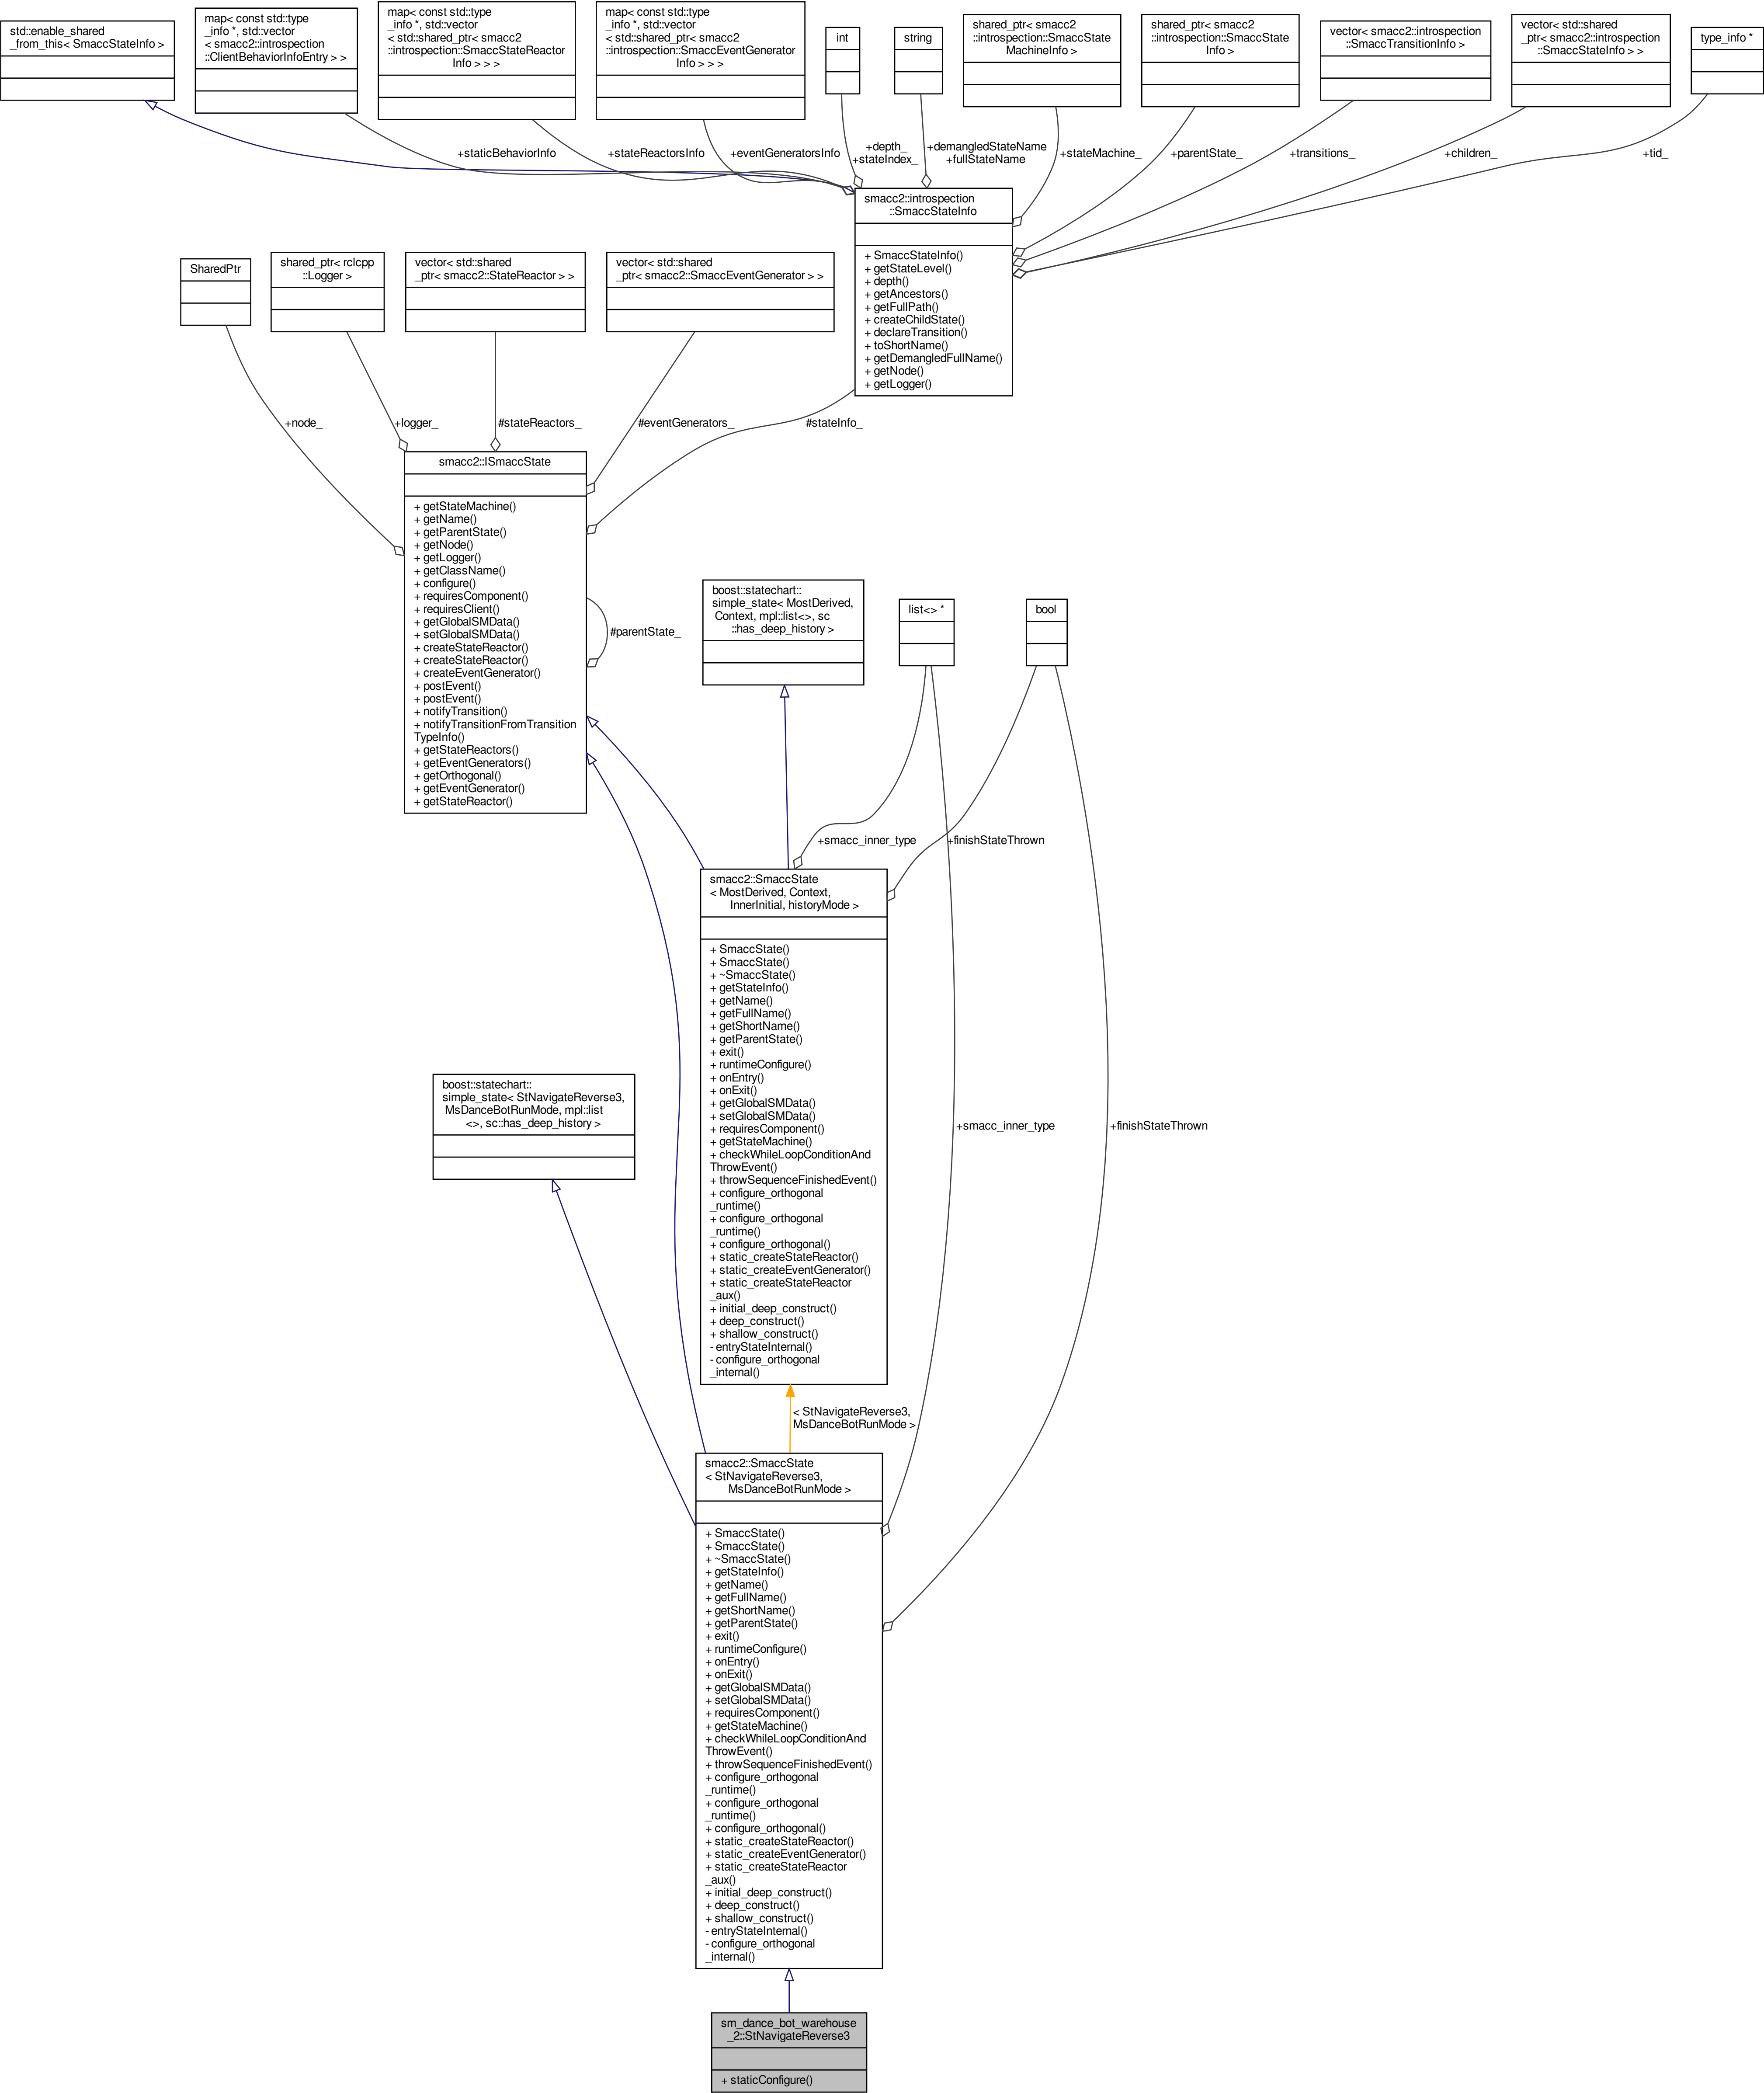 std::enable_shared
_from_this< SmaccStateInfo >
map< const std::type
_info *, std::vector
< smacc2::introspection
::ClientBehaviorInfoEntry > >
map< const std::type
_info *, std::vector
< std::shared_ptr< smacc2
::introspection::SmaccStateReactor
Info > > >
map< const std::type
_info *, std::vector
< std::shared_ptr< smacc2
::introspection::SmaccEventGenerator
Info > > >
int
string
shared_ptr< smacc2
::introspection::SmaccState
MachineInfo >
shared_ptr< smacc2
::introspection::SmaccState
Info >
vector< smacc2::introspection
::SmaccTransitionInfo >
vector< std::shared
_ptr< smacc2::introspection
::SmaccStateInfo > >
type_info *
+staticBehaviorInfo
+stateReactorsInfo
+eventGeneratorsInfo
+depth_
+stateIndex_
+demangledStateName
+fullStateName
+stateMachine_
+parentState_
+transitions_
+children_
+tid_
smacc2::introspection
::SmaccStateInfo
+ SmaccStateInfo()
+ getStateLevel()
+ depth()
+ getAncestors()
+ getFullPath()
+ createChildState()
+ declareTransition()
+ toShortName()
+ getDemangledFullName()
+ getNode()
+ getLogger()
SharedPtr
shared_ptr< rclcpp
::Logger >
vector< std::shared
_ptr< smacc2::StateReactor > >
vector< std::shared
_ptr< smacc2::SmaccEventGenerator > >
+node_
+logger_
#stateReactors_
#eventGenerators_
#stateInfo_
smacc2::ISmaccState
+ getStateMachine()
+ getName()
+ getParentState()
+ getNode()
+ getLogger()
+ getClassName()
+ configure()
+ requiresComponent()
+ requiresClient()
+ getGlobalSMData()
+ setGlobalSMData()
+ createStateReactor()
+ createStateReactor()
+ createEventGenerator()
+ postEvent()
+ postEvent()
+ notifyTransition()
+ notifyTransitionFromTransition
TypeInfo()
+ getStateReactors()
+ getEventGenerators()
+ getOrthogonal()
+ getEventGenerator()
+ getStateReactor()
#parentState_
boost::statechart::
simple_state< MostDerived,
Context, mpl::list<>, sc
::has_deep_history >
list<> *
bool
+smacc_inner_type
+finishStateThrown
smacc2::SmaccState
< MostDerived, Context,
InnerInitial, historyMode >
+ SmaccState()
+ SmaccState()
+ ~SmaccState()
+ getStateInfo()
+ getName()
+ getFullName()
+ getShortName()
+ getParentState()
+ exit()
+ runtimeConfigure()
+ onEntry()
+ onExit()
+ getGlobalSMData()
+ setGlobalSMData()
+ requiresComponent()
+ getStateMachine()
+ checkWhileLoopConditionAnd
ThrowEvent()
+ throwSequenceFinishedEvent()
+ configure_orthogonal
_runtime()
+ configure_orthogonal
_runtime()
+ configure_orthogonal()
+ static_createStateReactor()
+ static_createEventGenerator()
+ static_createStateReactor
_aux()
+ initial_deep_construct()
+ deep_construct()
+ shallow_construct()
- entryStateInternal()
- configure_orthogonal
_internal()
boost::statechart::
simple_state< StNavigateReverse3,
MsDanceBotRunMode, mpl::list
<>, sc::has_deep_history >
+smacc_inner_type
+finishStateThrown
< StNavigateReverse3,
MsDanceBotRunMode >
smacc2::SmaccState
< StNavigateReverse3,
MsDanceBotRunMode >
+ SmaccState()
+ SmaccState()
+ ~SmaccState()
+ getStateInfo()
+ getName()
+ getFullName()
+ getShortName()
+ getParentState()
+ exit()
+ runtimeConfigure()
+ onEntry()
+ onExit()
+ getGlobalSMData()
+ setGlobalSMData()
+ requiresComponent()
+ getStateMachine()
+ checkWhileLoopConditionAnd
ThrowEvent()
+ throwSequenceFinishedEvent()
+ configure_orthogonal
_runtime()
+ configure_orthogonal
_runtime()
+ configure_orthogonal()
+ static_createStateReactor()
+ static_createEventGenerator()
+ static_createStateReactor
_aux()
+ initial_deep_construct()
+ deep_construct()
+ shallow_construct()
- entryStateInternal()
- configure_orthogonal
_internal()
sm_dance_bot_warehouse
_2::StNavigateReverse3
+ staticConfigure()